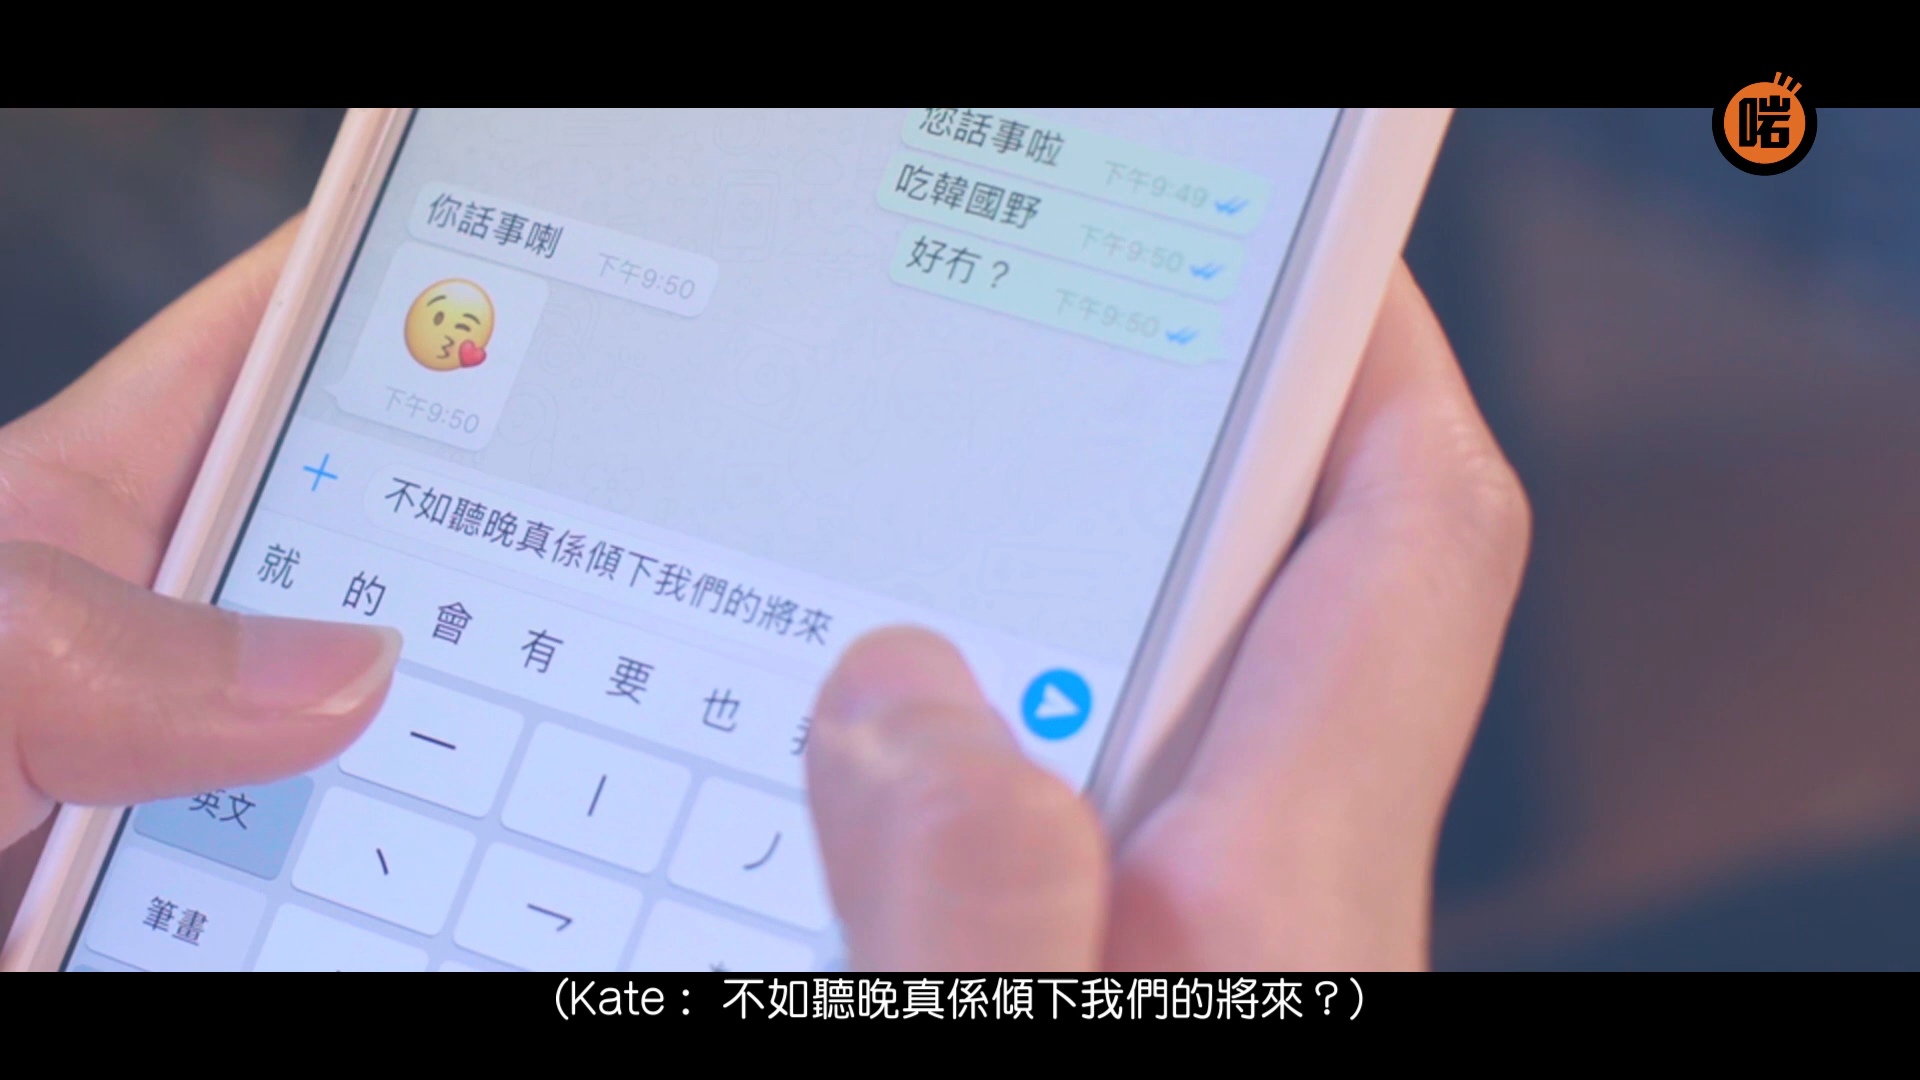 啱
您話事啦 下午9:49
吃韓國野 下午9:50
好冇？ 下午9:50
你話事喇 下午9:50
下午9:50
不如聽晚真係傾下我們的將來
就 的 會 有 要 也
英文 一 丨 丿
筆畫 丶 乛
(Kate： 不如聽晚真係傾下我們的將來？)